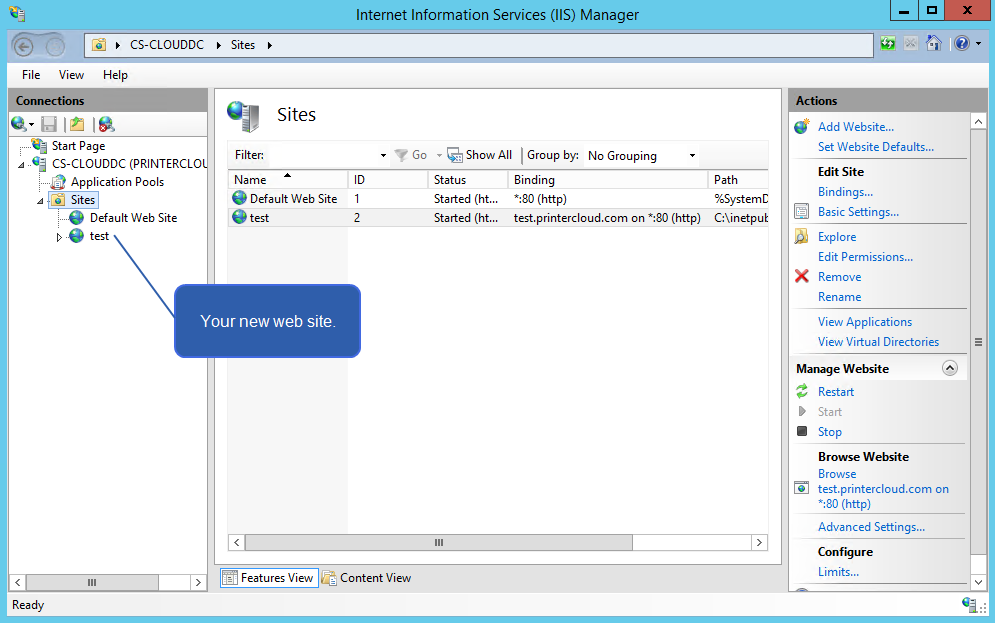 Internet Information Services (IIS) Manager
CS-CLOUDDC Sites
File View Help
Connections
Start Page
CS-CLOUDDC (PRINTERCLOU
Application Pools
Sites
Default Web Site
test
Your new web site.
Sites
Filter: Go Show All Group by: No Grouping
Name ID Status Binding Path
Default Web Site 1 Started (ht... *:80 (http) %SystemD
test 2 Started (ht... test.printercloud.com on *:80 (http) C:\inetpub
Features View Content View
Actions
Add Website...
Set Website Defaults...
Edit Site
Bindings...
Basic Settings...
Explore
Edit Permissions...
Remove
Rename
View Applications
View Virtual Directories
Manage Website
Restart
Start
Stop
Browse Website
Browse
test.printercloud.com on
*:80 (http)
Advanced Settings...
Configure
Limits...
Ready